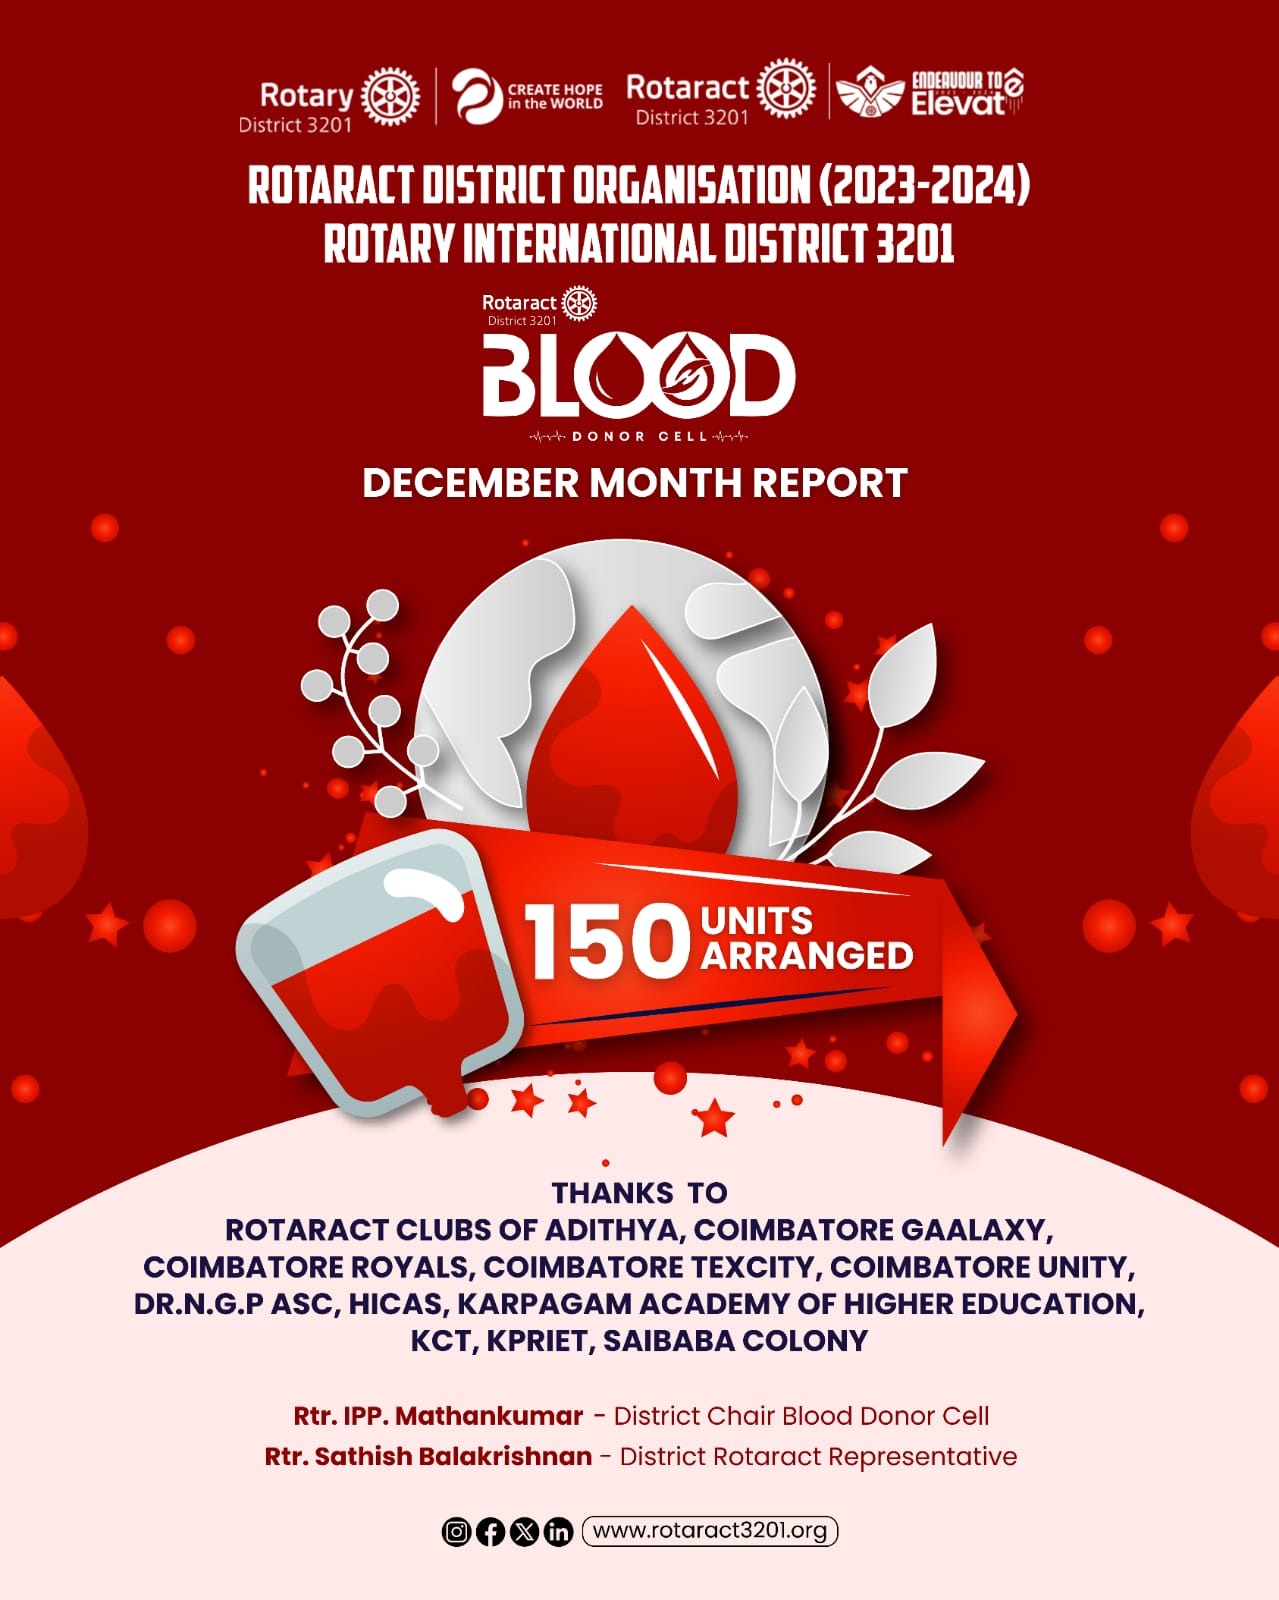 Rotary
District 3201
CREATE HOPE
in the WORLD
Rotaract
District 3201
ENDEAVOUR TO
Elevate
ROTARACT DISTRICT ORGANISATION (2023-2024)
ROTARY INTERNATIONAL DISTRICT 3201
Rotaract
District 3201
BLOOD
DONOR CELL
DECEMBER MONTH REPORT
150 UNITS
ARRANGED
THANKS TO
ROTARACT CLUBS OF ADITHYA, COIMBATORE GAALAXY,
COIMBATORE ROYALS, COIMBATORE TEXCITY, COIMBATORE UNITY,
DR.N.G.P ASC, HICAS, KARPAGAM ACADEMY OF HIGHER EDUCATION,
KCT, KPRIET, SAIBABA COLONY
Rtr. IPP. Mathankumar - District Chair Blood Donor Cell
Rtr. Sathish Balakrishnan - District Rotaract Representative
www.rotaract3201.org